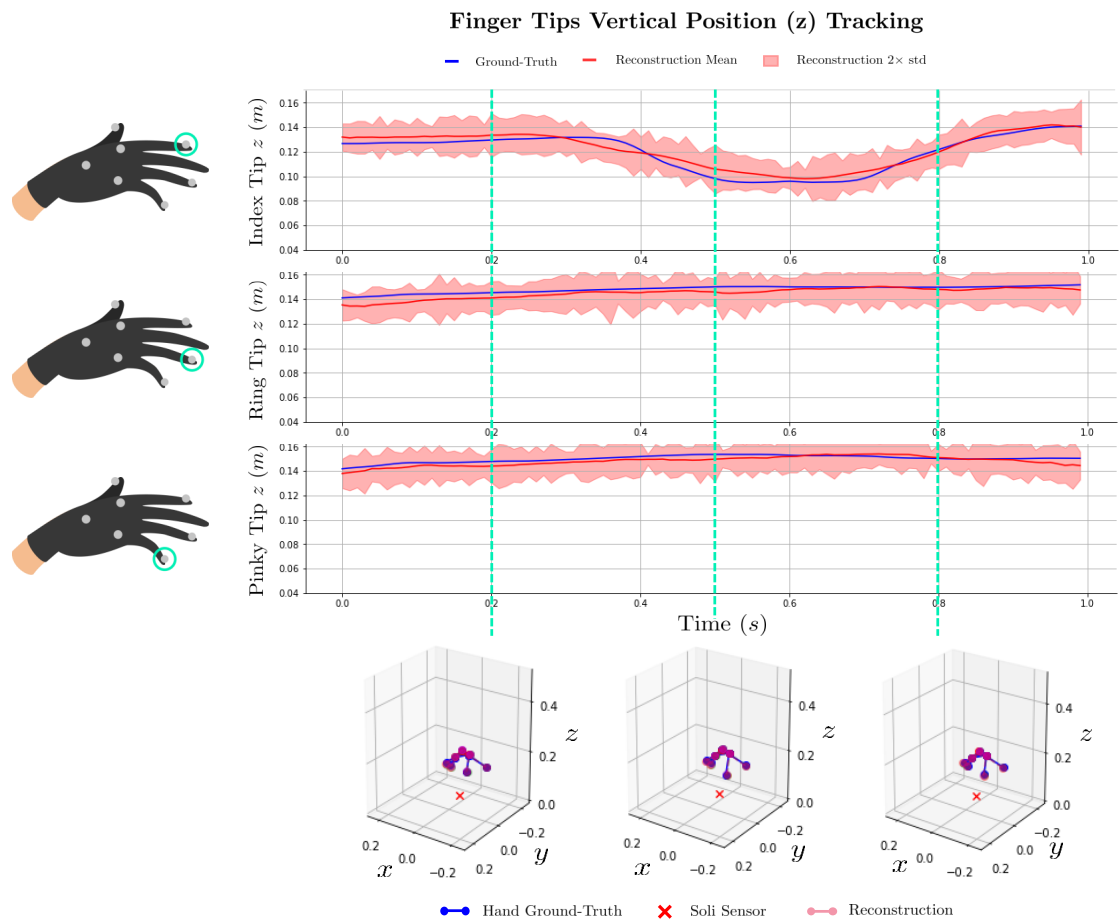 Finger Tips Vertical Position (z) Tracking
Ground-Truth Reconstruction Mean Reconstruction 2× std
Index Tip z (m)
0.16
0.14
0.12
0.10
0.08
0.06
0.04
0.0 0.2 0.4 0.6 0.8 1.0
Ring Tip z (m)
0.16
0.14
0.12
0.10
0.08
0.06
0.04
0.0 0.2 0.4 0.6 0.8 1.0
Pinky Tip z (m)
0.16
0.14
0.12
0.10
0.08
0.06
0.04
0.0 0.2 0.4 0.6 0.8 1.0
Time (s)
0.4
0.2
0.0
z
0.2 0.0 −0.2
x
0.2 0.0 −0.2
y
0.4
0.2
0.0
z
0.2 0.0 −0.2
x
0.2 0.0 −0.2
y
0.4
0.2
0.0
z
0.2 0.0 −0.2
x
0.2 0.0 −0.2
y
Hand Ground-Truth Soli Sensor Reconstruction